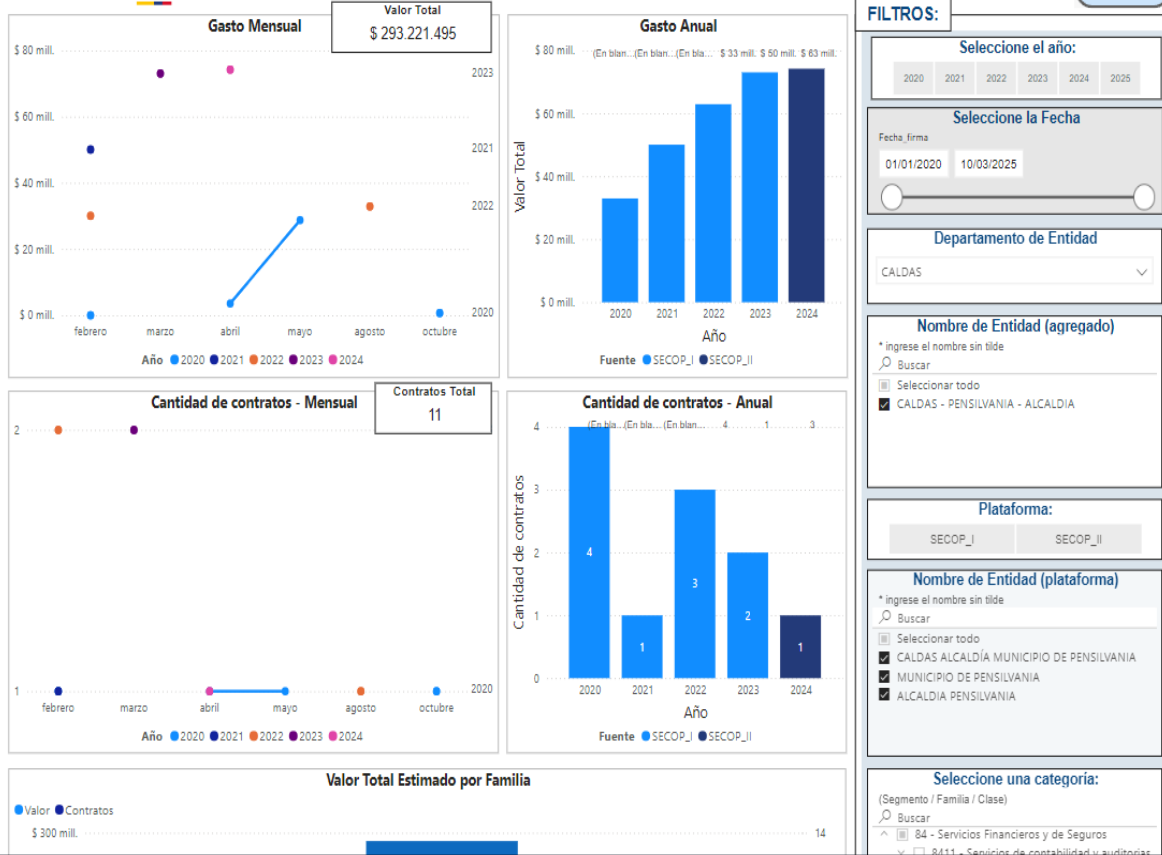 Gasto Mensual
Valor Total
$ 293.221.495
$ 80 mill.
$ 60 mill.
$ 40 mill.
$ 20 mill.
$ 0 mill.
2023
2021
2022
2020
febrero marzo abril mayo agosto octubre
Año 2020 2021 2022 2023 2024
Gasto Anual
(En blan... (En blan... (En bla... $ 33 mill. $ 50 mill. $ 63 mill.
$ 80 mill.
$ 60 mill.
$ 40 mill.
$ 20 mill.
$ 0 mill.
Valor Total
2020 2021 2022 2023 2024
Año
Fuente SECOP_I SECOP_II
Cantidad de contratos - Mensual
Contratos Total
11
2
1
2020
febrero marzo abril mayo agosto octubre
Año 2020 2021 2022 2023 2024
Cantidad de contratos - Anual
(En bla... (En bla... (En blan... 4 1 3
4
3
2
1
0
Cantidad de contratos
4 1 3 2 1
2020 2021 2022 2023 2024
Año
Fuente SECOP_I SECOP_II
Valor Total Estimado por Familia
Valor Contratos
$ 300 mill.
14
FILTROS:
Seleccione el año:
2020 2021 2022 2023 2024 2025
Seleccione la Fecha
Fecha_firma
01/01/2020 10/03/2025
Departamento de Entidad
CALDAS
Nombre de Entidad (agregado)
* ingrese el nombre sin tilde
Buscar
Seleccionar todo
CALDAS - PENSILVANIA - ALCALDIA
Plataforma:
SECOP_I SECOP_II
Nombre de Entidad (plataforma)
* ingrese el nombre sin tilde
Buscar
Seleccionar todo
CALDAS ALCALDÍA MUNICIPIO DE PENSILVANIA
MUNICIPIO DE PENSILVANIA
ALCALDIA PENSILVANIA
Seleccione una categoría:
(Segmento / Familia / Clase)
Buscar
84 - Servicios Financieros y de Seguros
8411 - Servicios de contabilidad y auditorias